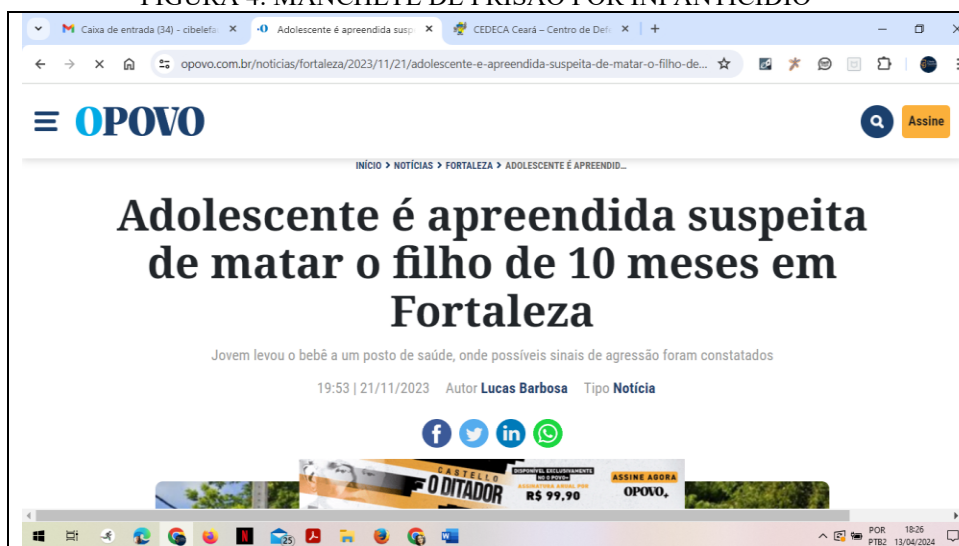 FIGURA 4: MANCHETE DE PRISÃO POR INFANTICÍDIO
Caixa de entrada (34) - cibelefa
Adolescente é apreendida susp
CEDECA Ceará – Centro de Def
opovo.com.br/noticias/fortaleza/2023/11/21/adolescente-e-apreendida-suspeita-de-matar-o-filho-de...
OPOVO
Assine
INÍCIO > NOTÍCIAS > FORTALEZA > ADOLESCENTE É APREENDID...
Adolescente é apreendida suspeita
de matar o filho de 10 meses em
Fortaleza
Jovem levou o bebê a um posto de saúde, onde possíveis sinais de agressão foram constatados
19:53 | 21/11/2023 Autor Lucas Barbosa Tipo Notícia
CASTELLO
O DITADOR
DISPONÍVEL EXCLUSIVAMENTE
NO O POVO+
ASSINATURA ANUAL POR
R$ 99,90
ASSINE AGORA
OPOVO+
25
POR 18:26
PTB2 13/04/2024